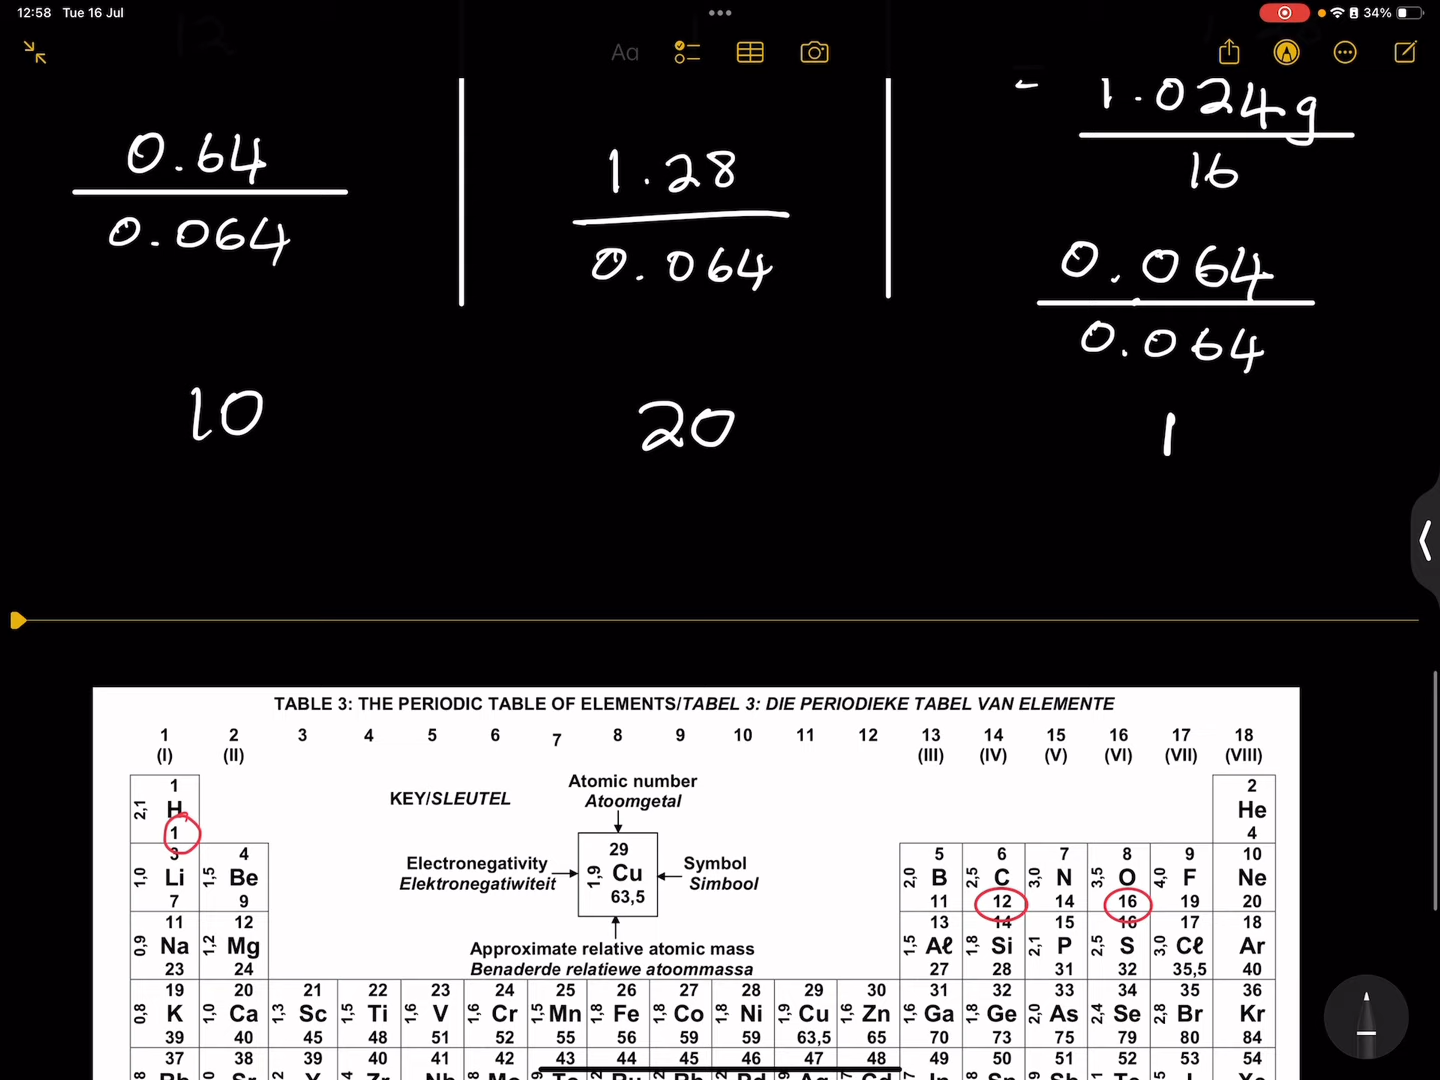 12:58 Tue 16 Jul
34%
Aa
0.64
0.064
10
1.28
0.064
20
- 1.024g
16
0.064
0.064
1
TABLE 3: THE PERIODIC TABLE OF ELEMENTS/TABEL 3: DIE PERIODIEKE TABEL VAN ELEMENTE
1 2 3 4 5 6 7 8 9 10 11 12 13 14 15 16 17 18
(I) (II) (III) (IV) (V) (VI) (VII) (VIII)
KEY/SLEUTEL
Atomic number
Atoomgetal
Electronegativity
Elektronegatiwiteit
29
1,9 Cu
63,5
Symbol
Simbool
Approximate relative atomic mass
Benaderde relatiewe atoommassa
1 2
2,1 H He
1 4
3 4 5 6 7 8 9 10
1,0 Li 1,5 Be 2,0 B 2,5 C 3,0 N 3,5 O 4,0 F Ne
7 9 11 12 14 16 19 20
11 12 13 14 15 16 17 18
0,9 Na 1,2 Mg 1,5 Aℓ 1,8 Si 2,1 P 2,5 S 3,0 Cℓ Ar
23 24 27 28 31 32 35,5 40
19 20 21 22 23 24 25 26 27 28 29 30 31 32 33 34 35 36
0,8 K 1,0 Ca 1,3 Sc 1,5 Ti 1,6 V 1,6 Cr 1,5 Mn 1,8 Fe 1,8 Co 1,8 Ni 1,9 Cu 1,6 Zn 1,6 Ga 1,8 Ge 2,0 As 2,4 Se 2,8 Br Kr
39 40 45 48 51 52 55 56 59 59 63,5 65 70 73 75 79 80 84
37 38 39 40 41 42 43 44 45 46 47 48 49 50 51 52 53 54